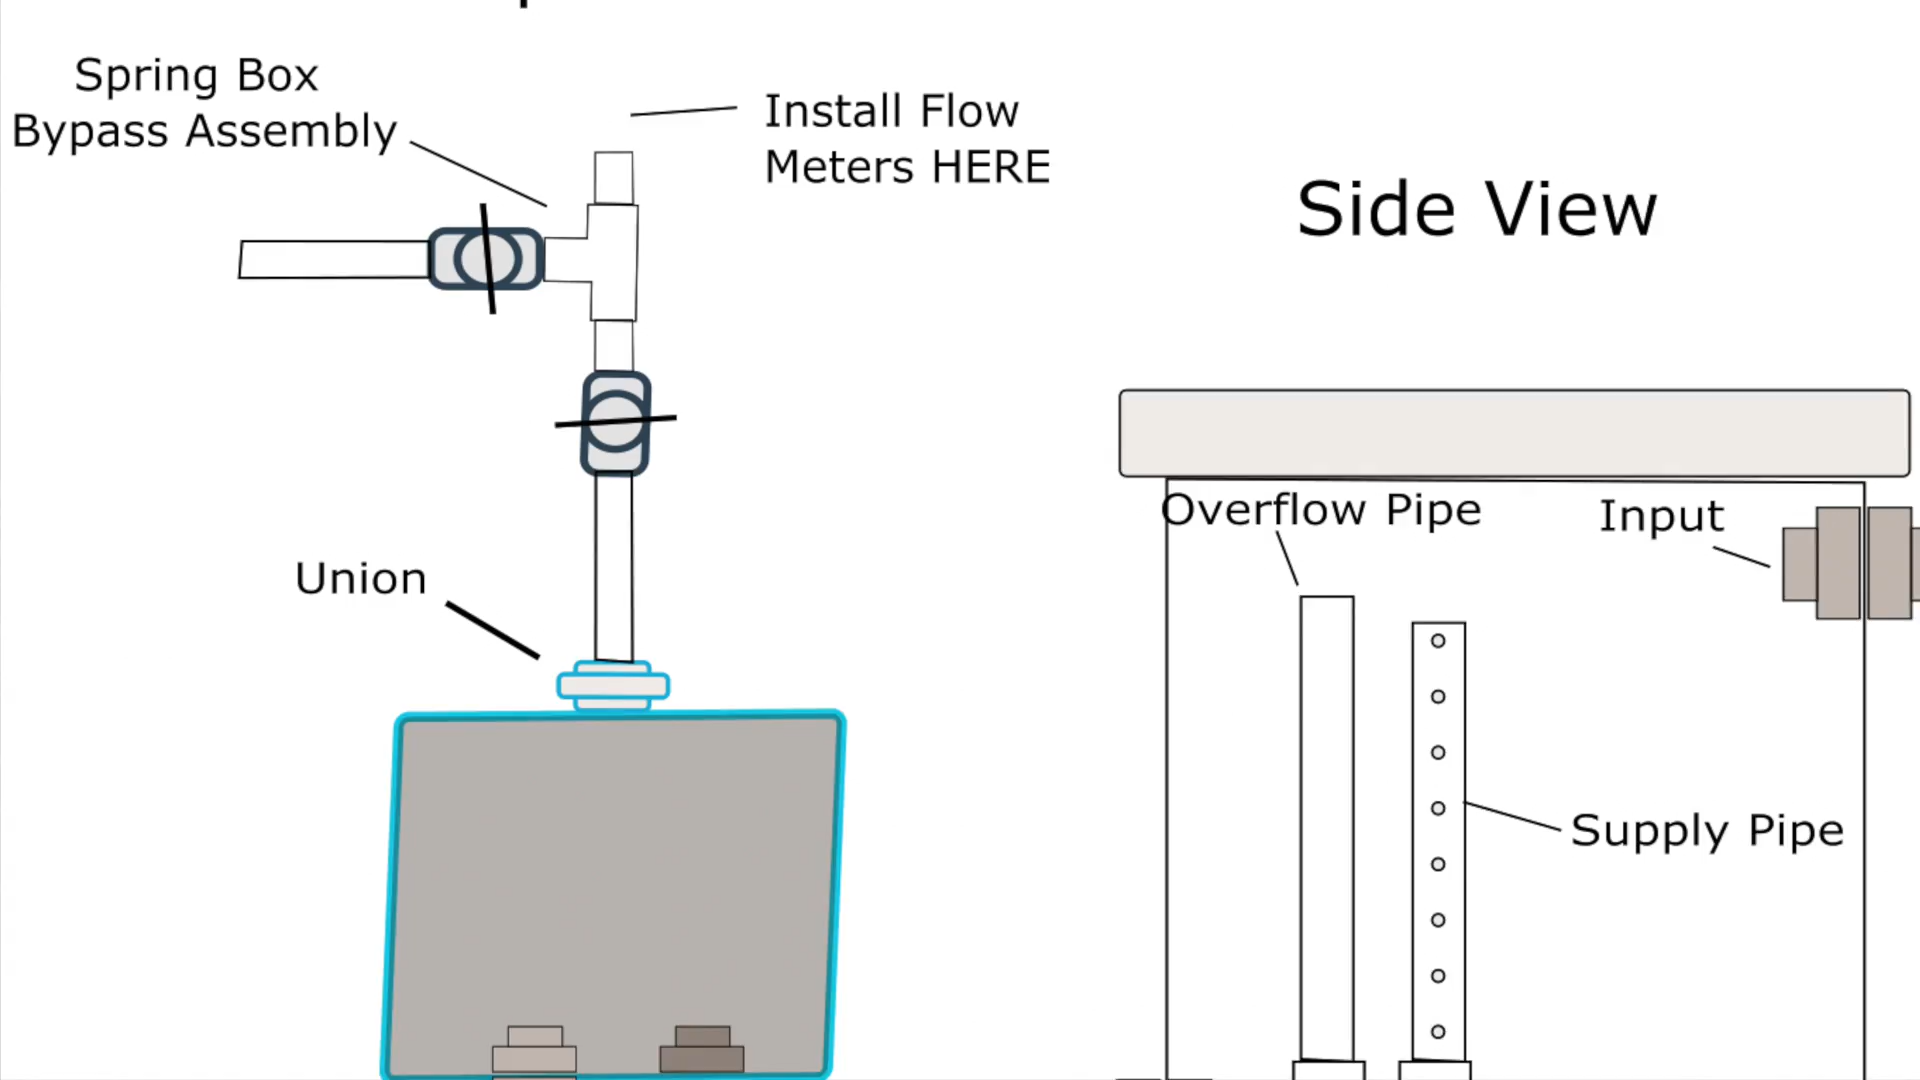 Spring Box
Bypass Assembly
Install Flow
Meters HERE
Side View
Overflow Pipe
Input
Union
Supply Pipe